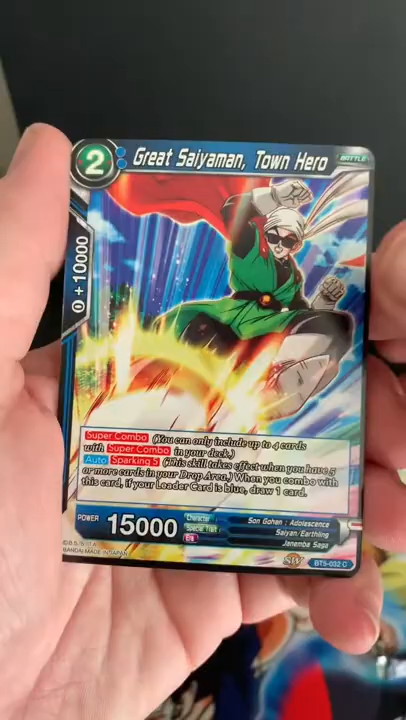 2 Great Saiyaman, Town Hero BATTLE
0 +10000
Super Combo (You can only include up to 4 cards
with Super Combo in your deck.)
Auto Sparking 5 (This skill takes effect when you have 5
or more cards in your Drop Area.) When you combo with
this card, if your Leader Card is blue, draw 1 card.
POWER 15000
Character Son Gohan : Adolescence
Special Trait Saiyan/Earthling
Era Janemba Saga
BANDAI MADE IN JAPAN
BT5-032 C